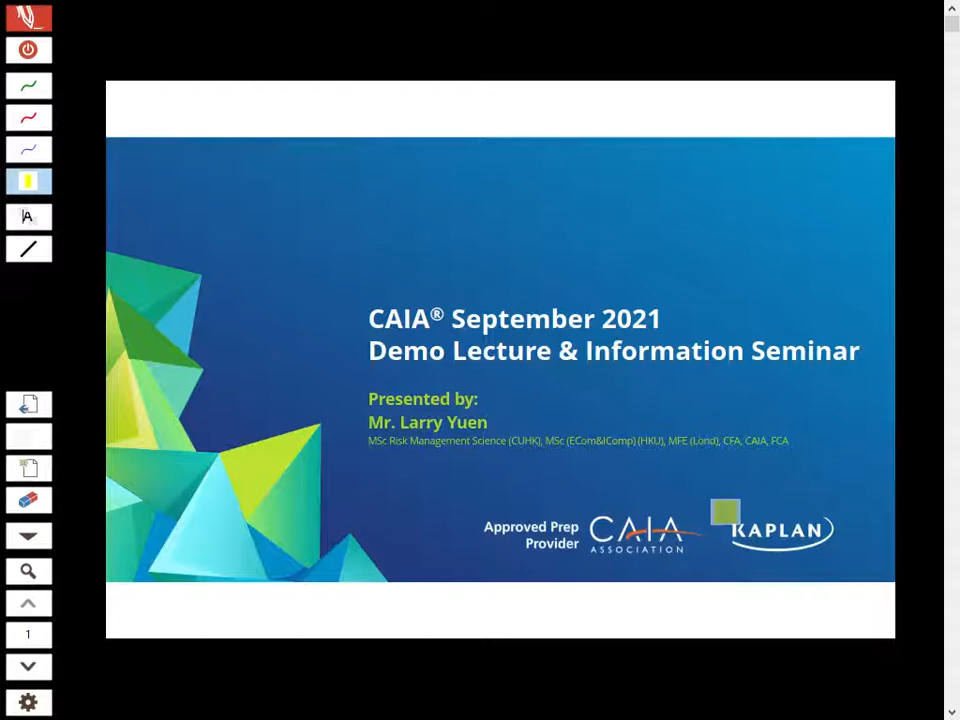 A
1
CAIA® September 2021
Demo Lecture & Information Seminar
Presented by:
Mr. Larry Yuen
MSc Risk Management Science (CUHK), MSc (ECom&IComp) (HKU), MFE (Lond), CFA, CAIA, FCA
Approved Prep
Provider
CAIA
ASSOCIATION
KAPLAN